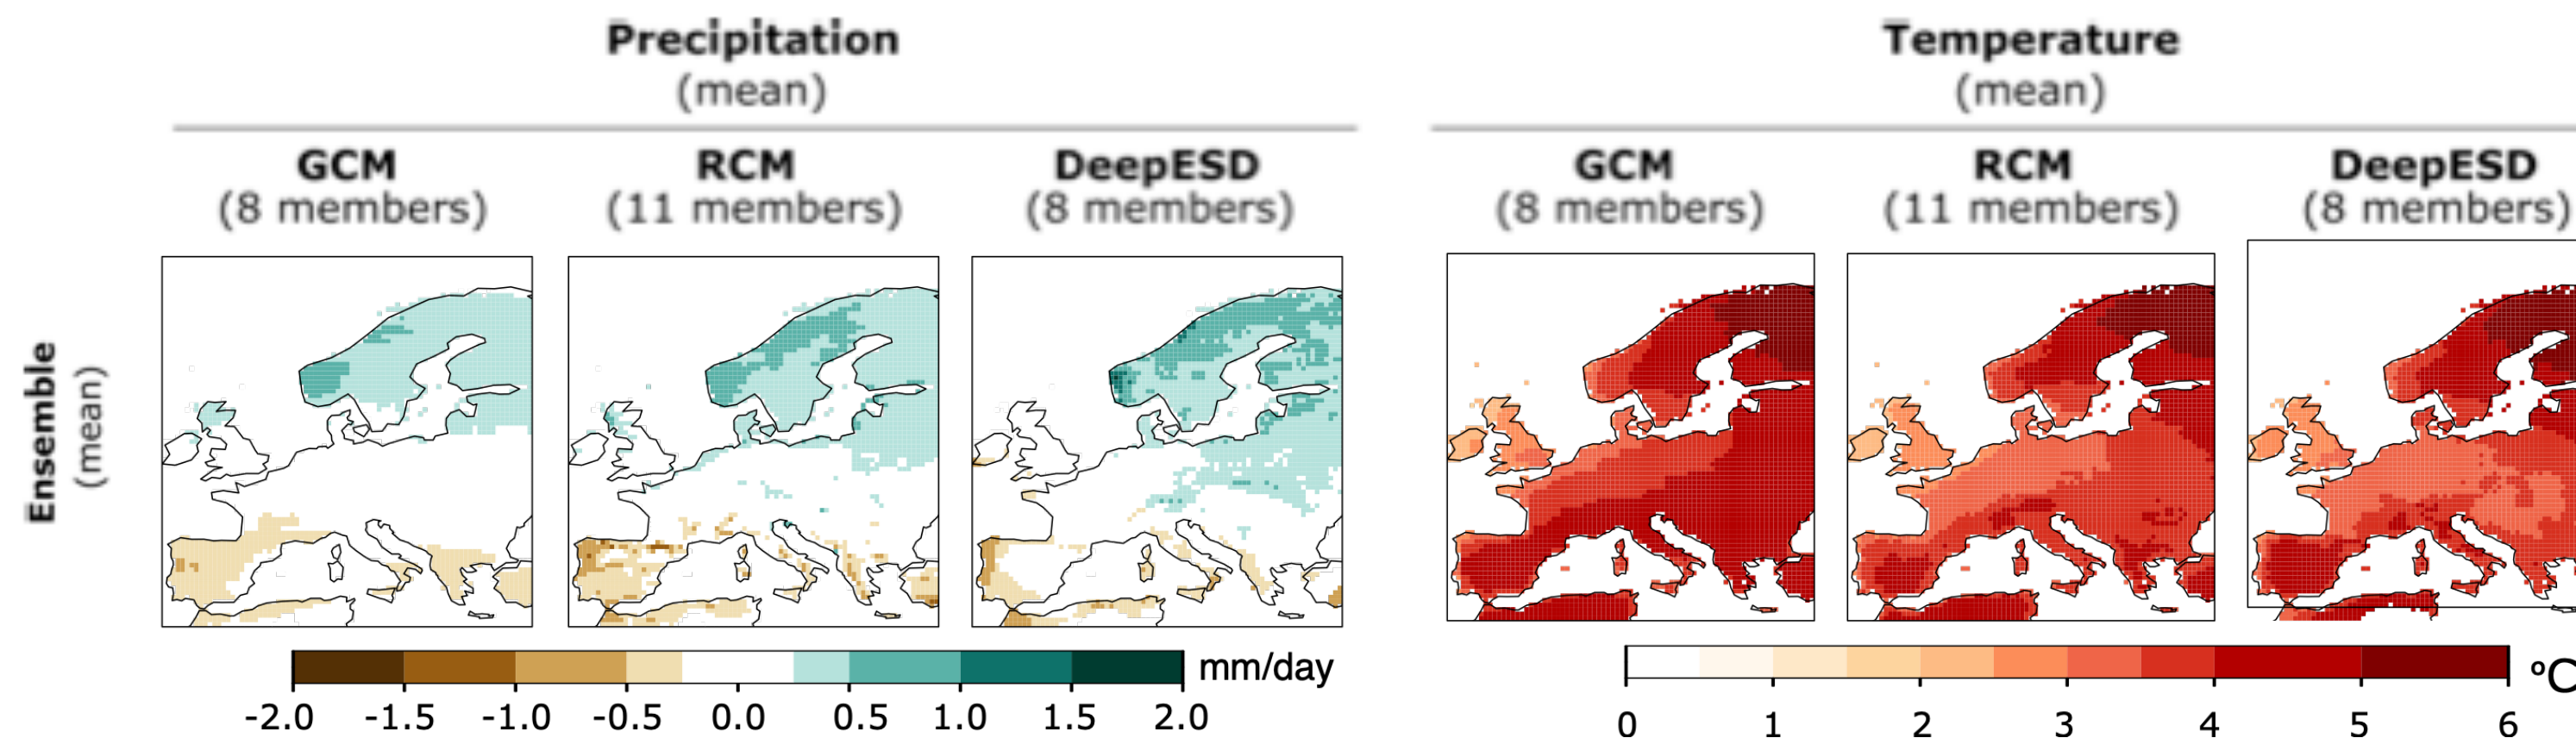 Precipitation
(mean)
Temperature
(mean)
GCM
(8 members)
RCM
(11 members)
DeepESD
(8 members)
GCM
(8 members)
RCM
(11 members)
DeepESD
(8 members)
Ensemble
(mean)
mm/day
-2.0 -1.5 -1.0 -0.5 0.0 0.5 1.0 1.5 2.0
ºC
0 1 2 3 4 5 6